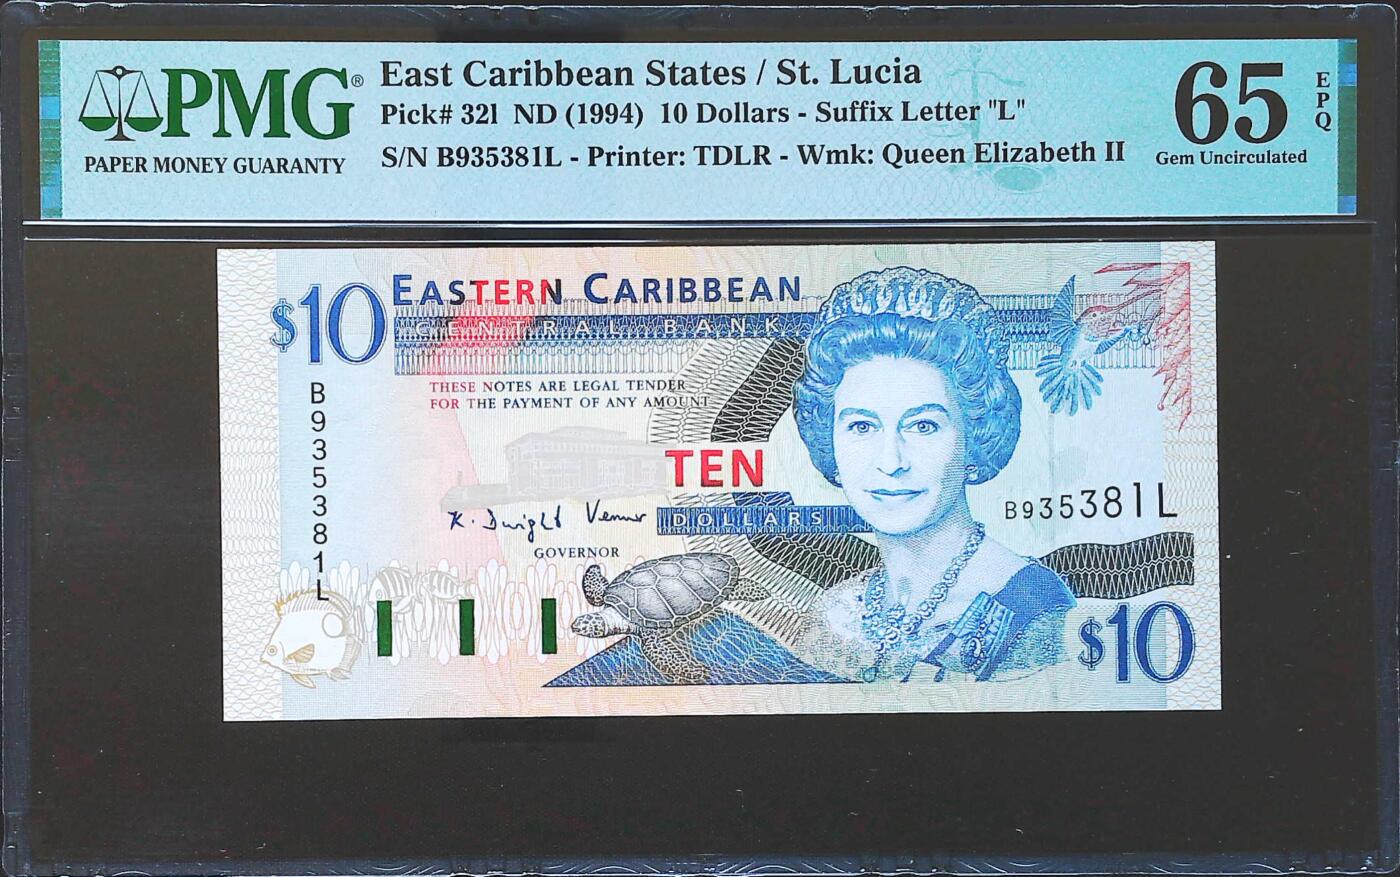 PMG®
PAPER MONEY GUARANTY
East Caribbean States / St. Lucia
Pick# 32l ND (1994) 10 Dollars - Suffix Letter "L"
S/N B935381L - Printer: TDLR - Wmk: Queen Elizabeth II
65
EPQ
Gem Uncirculated
$10
EASTERN CARIBBEAN
CENTRAL BANK
THESE NOTES ARE LEGAL TENDER
FOR THE PAYMENT OF ANY AMOUNT
B935381L
TEN
DOLLARS
K. Dwight Venner
GOVERNOR
B935381L
$10